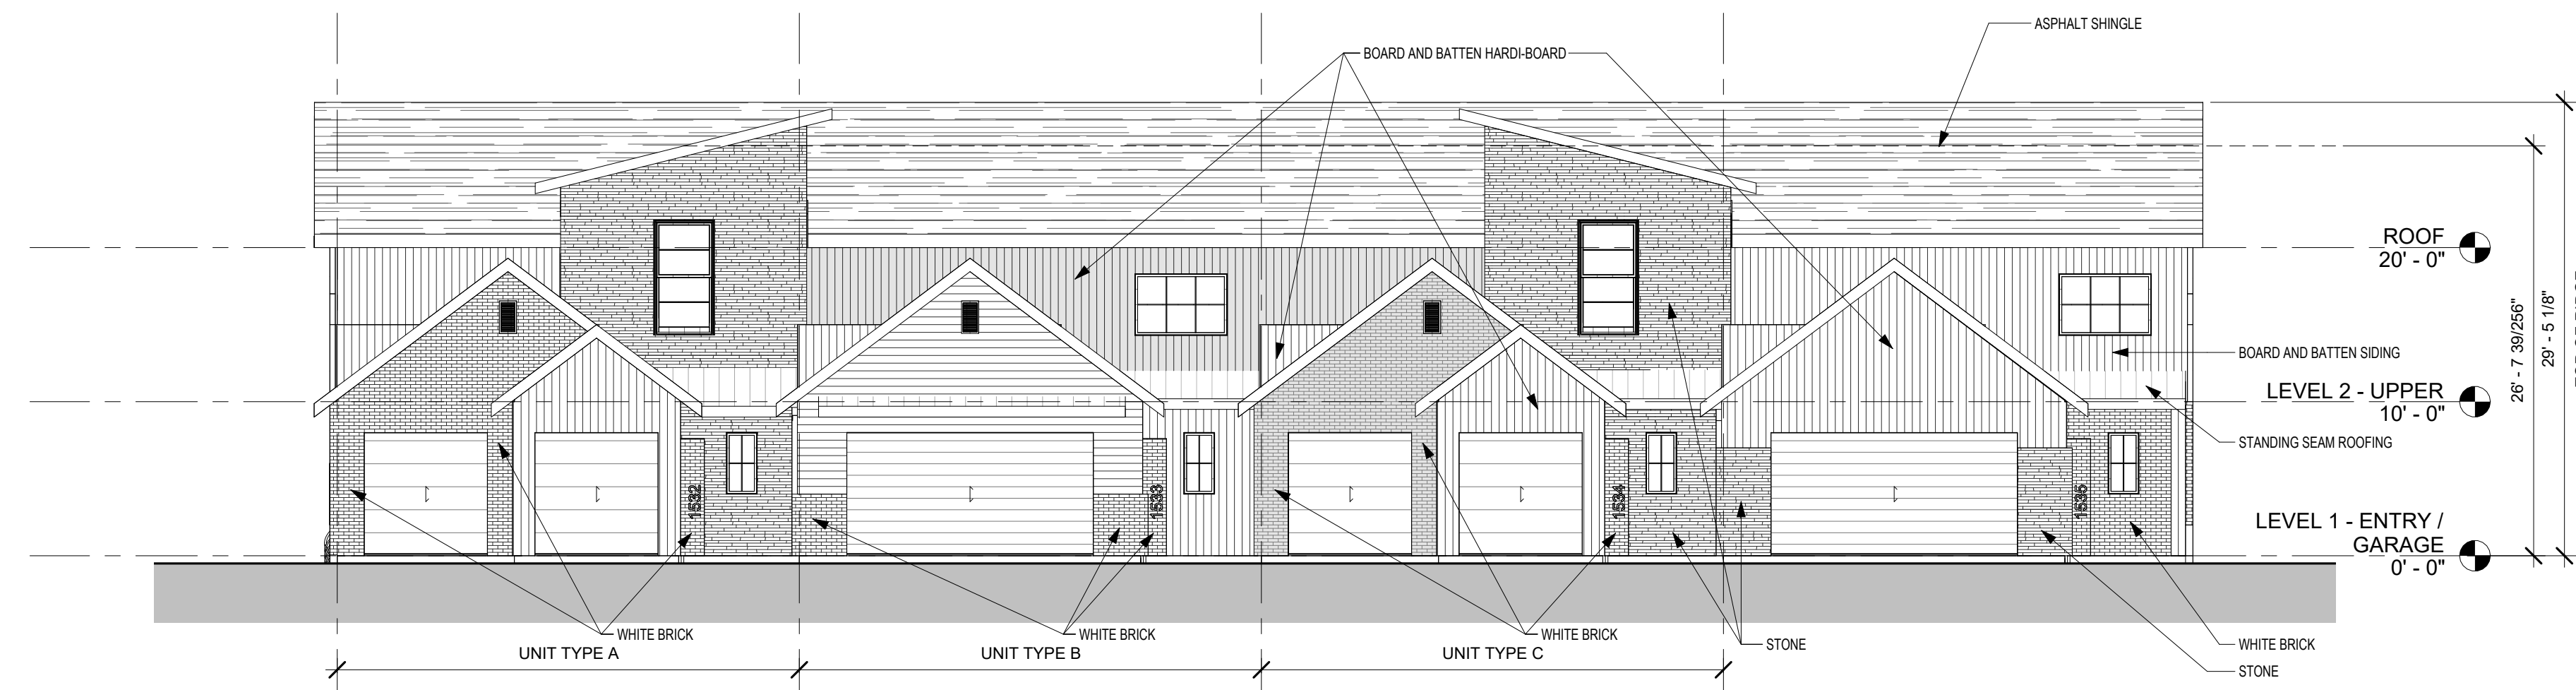 ASPHALT SHINGLE
BOARD AND BATTEN HARDI-BOARD
ROOF
20' - 0"
26' - 7 39/256"
29' - 5 1/8"
BOARD AND BATTEN SIDING
LEVEL 2 - UPPER
10' - 0"
STANDING SEAM ROOFING
1532
1533
1534
1535
LEVEL 1 - ENTRY /
GARAGE
0' - 0"
WHITE BRICK
WHITE BRICK
WHITE BRICK
STONE
WHITE BRICK
STONE
UNIT TYPE A
UNIT TYPE B
UNIT TYPE C